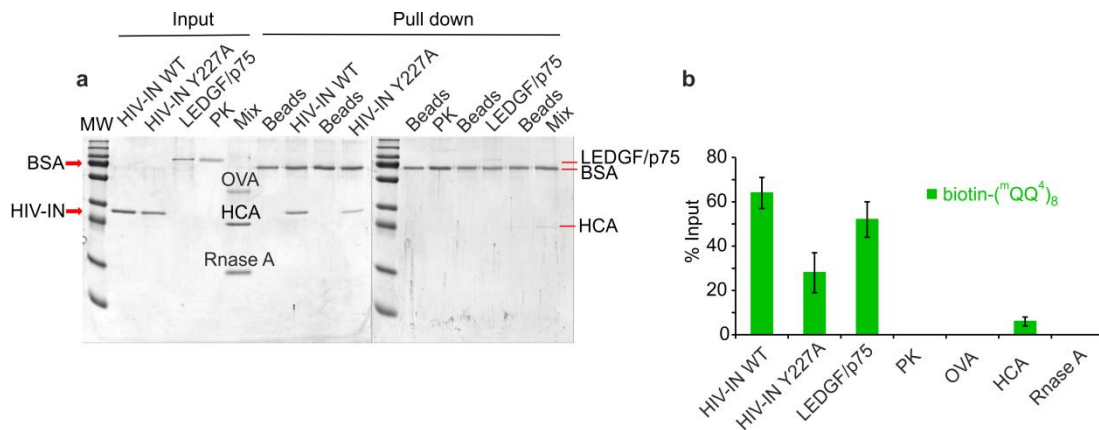 Input
Pull down
a
MW
HIV-IN WT
HIV-IN Y227A
LEDGF/p75
PK
Mix
Beads
HIV-IN WT
Beads
HIV-IN Y227A
Beads
PK
Beads
LEDGF/p75
Beads
Mix
BSA
HIV-IN
OVA
HCA
Rnase A
LEDGF/p75
BSA
HCA
b
% Input
80
60
40
20
0
biotin-(ᵐQQ⁴)₈
HIV-IN WT
HIV-IN Y227A
LEDGF/p75
PK
OVA
HCA
Rnase A